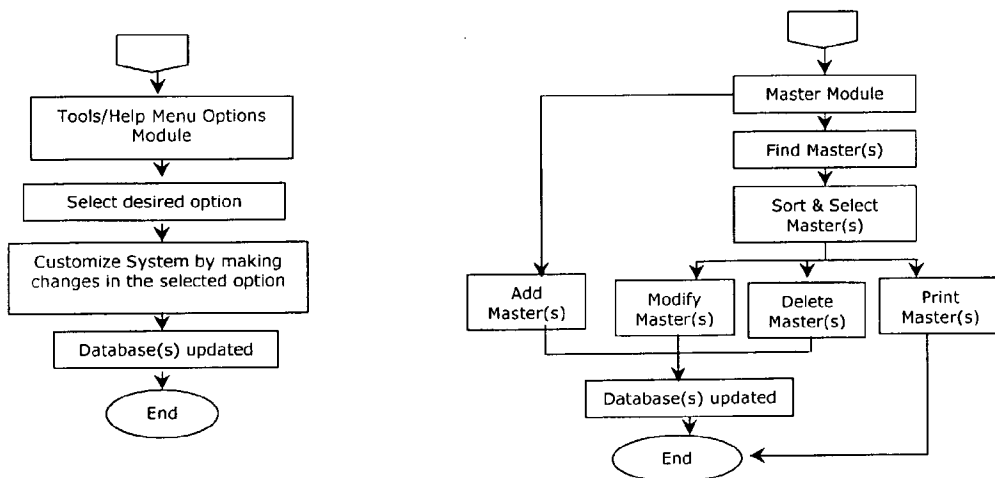 Tools/Help Menu Options
Module
Select desired option
Customize System by making
changes in the selected option
Database(s) updated
End
Master Module
Find Master(s)
Sort & Select
Master(s)
Add
Master(s)
Modify
Master(s)
Delete
Master(s)
Print
Master(s)
Database(s) updated
End